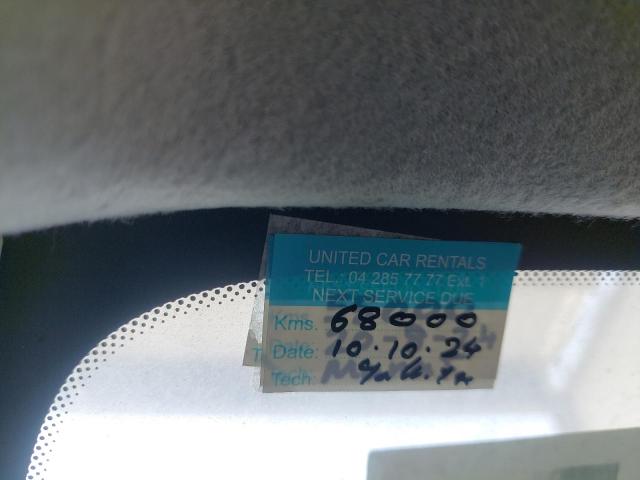 UNITED CAR RENTALS
TEL.: 04 285 77 77 Ext. 1
NEXT SERVICE DUE
Kms. 68000
Date: 10.10.24
Tech: